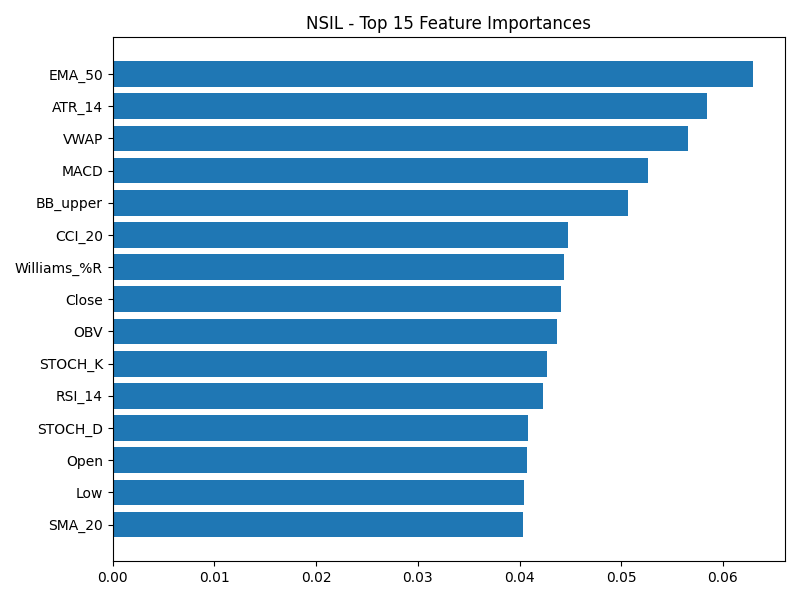 NSIL - Top 15 Feature Importances
EMA_50
ATR_14
VWAP
MACD
BB_upper
CCI_20
Williams_%R
Close
OBV
STOCH_K
RSI_14
STOCH_D
Open
Low
SMA_20
0.00 0.01 0.02 0.03 0.04 0.05 0.06